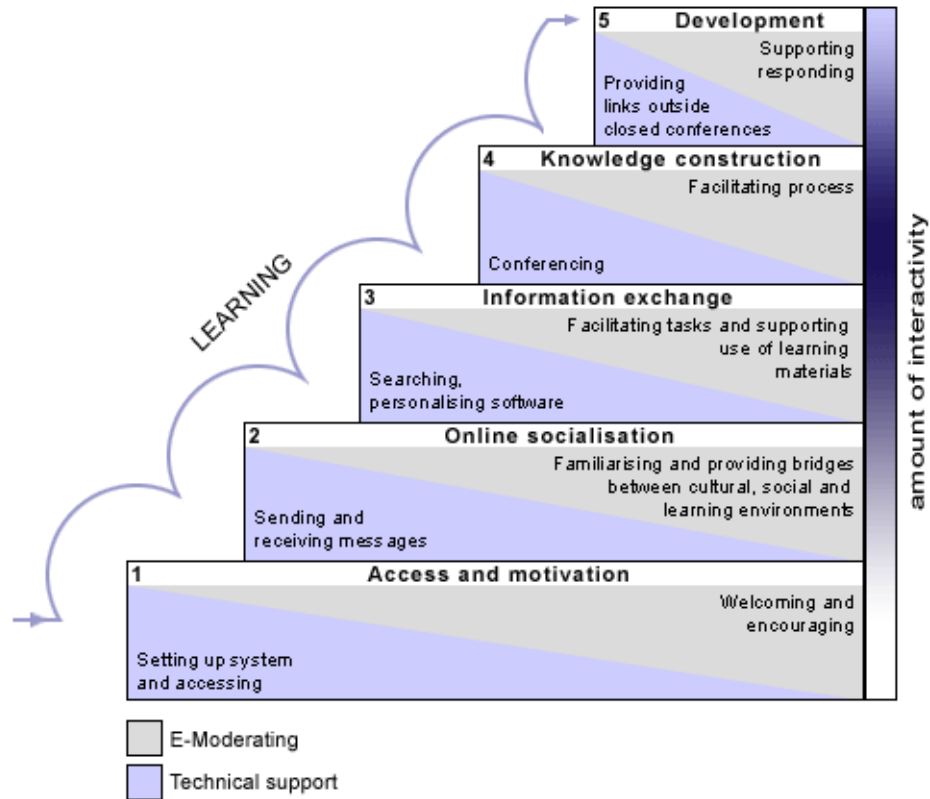 5 Development
Supporting
responding
Providing
links outside
closed conferences
4 Knowledge construction
Facilitating process
Conferencing
3 Information exchange
Facilitating tasks and supporting
use of learning
materials
Searching,
personalising software
2 Online socialisation
Familiarising and providing bridges
between cultural, social and
learning environments
Sending and
receiving messages
1 Access and motivation
Welcoming and
encouraging
Setting up system
and accessing
LEARNING
amount of interactivity
E-Moderating
Technical support